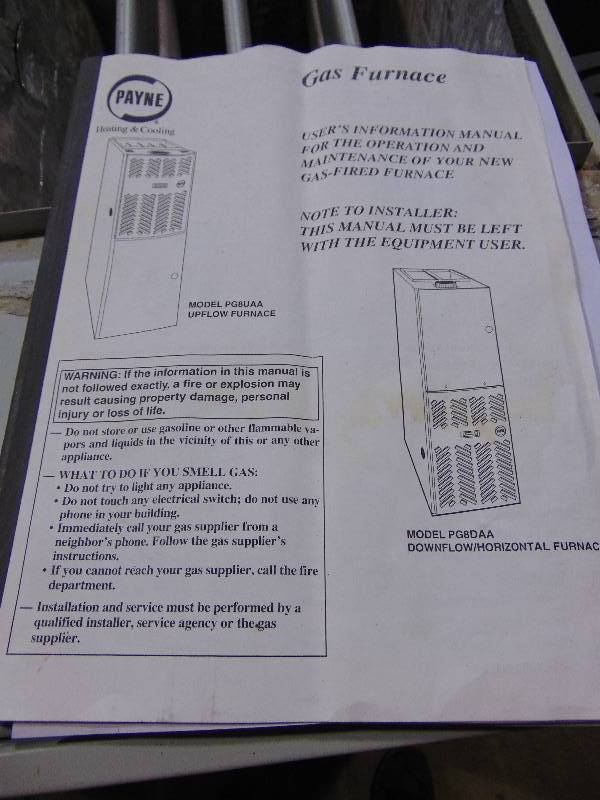 PAYNE
Heating & Cooling
Gas Furnace
USER'S INFORMATION MANUAL
FOR THE OPERATION AND
MAINTENANCE OF YOUR NEW
GAS-FIRED FURNACE
NOTE TO INSTALLER:
THIS MANUAL MUST BE LEFT
WITH THE EQUIPMENT USER.
MODEL PG8UAA
UPFLOW FURNACE
WARNING: If the information in this manual is
not followed exactly, a fire or explosion may
result causing property damage, personal
injury or loss of life.
— Do not store or use gasoline or other flammable va-
pors and liquids in the vicinity of this or any other
appliance.
— WHAT TO DO IF YOU SMELL GAS:
• Do not try to light any appliance.
• Do not touch any electrical switch; do not use any
phone in your building.
• Immediately call your gas supplier from a
neighbor's phone. Follow the gas supplier's
instructions.
• If you cannot reach your gas supplier, call the fire
department.
— Installation and service must be performed by a
qualified installer, service agency or the gas
supplier.
MODEL PG8DAA
DOWNFLOW/HORIZONTAL FURNAC